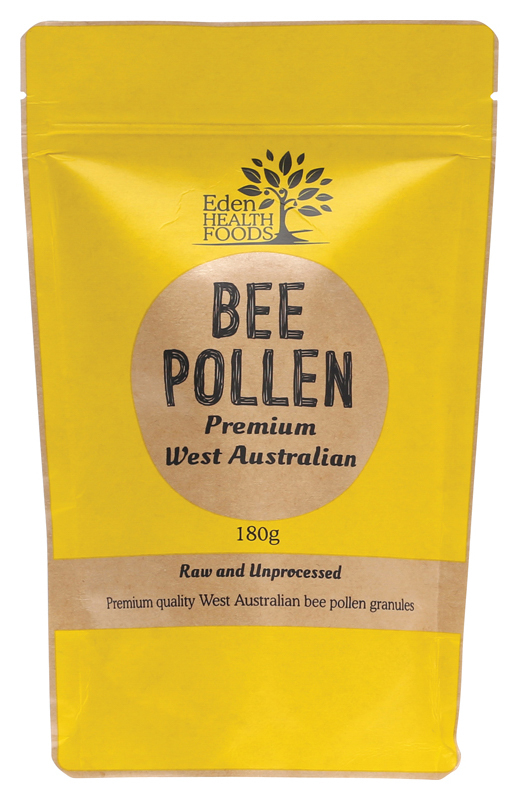 Eden
HEALTH
FOODS
BEE
POLLEN
Premium
West Australian
180g
Raw and Unprocessed
Premium quality West Australian bee pollen granules